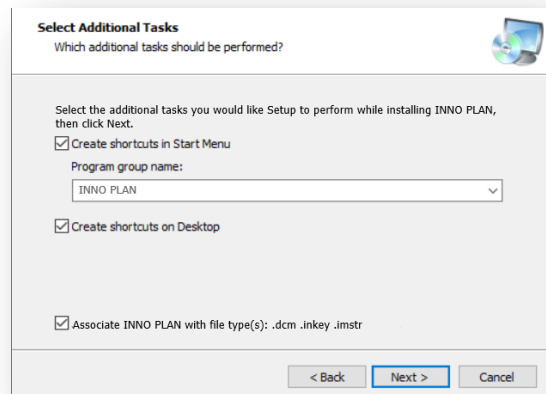 Select Additional Tasks
Which additional tasks should be performed?
Select the additional tasks you would like Setup to perform while installing INNO PLAN,
then click Next.
Create shortcuts in Start Menu
Program group name:
INNO PLAN
Create shortcuts on Desktop
Associate INNO PLAN with file type(s): .dcm .inkey .imstr
< Back Next > Cancel